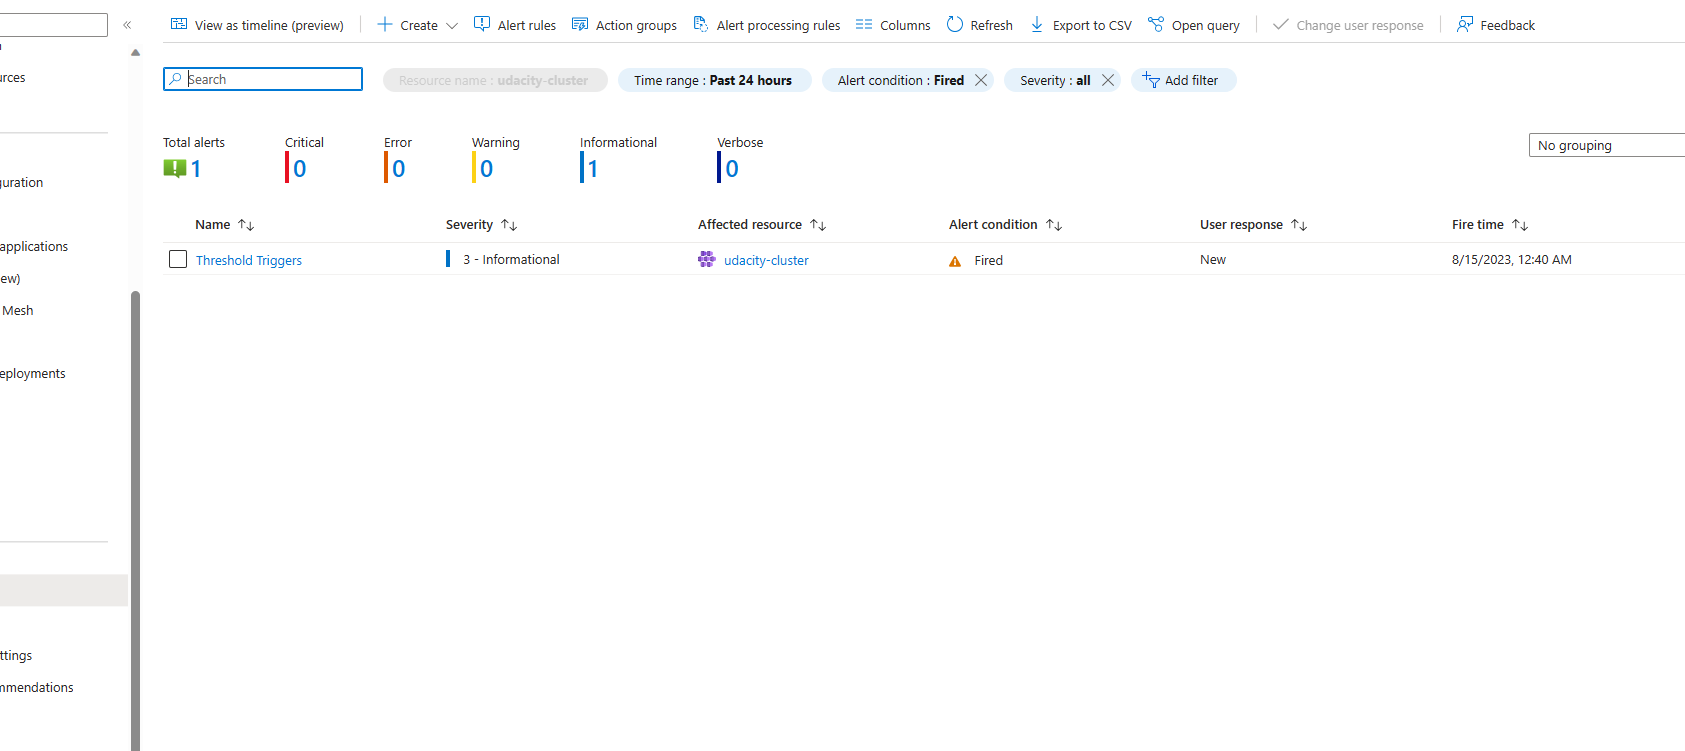 View as timeline (preview) Create Alert rules Action groups Alert processing rules Columns Refresh Export to CSV Open query Change user response Feedback
Search Resource name : udacity-cluster Time range : Past 24 hours Alert condition : Fired Severity : all Add filter
Total alerts Critical Error Warning Informational Verbose
1 0 0 0 1 0
No grouping
Name Severity Affected resource Alert condition User response Fire time
Threshold Triggers 3 - Informational udacity-cluster Fired New 8/15/2023, 12:40 AM
urces
uration
applications
ew)
Mesh
eployments
ttings
mmendations